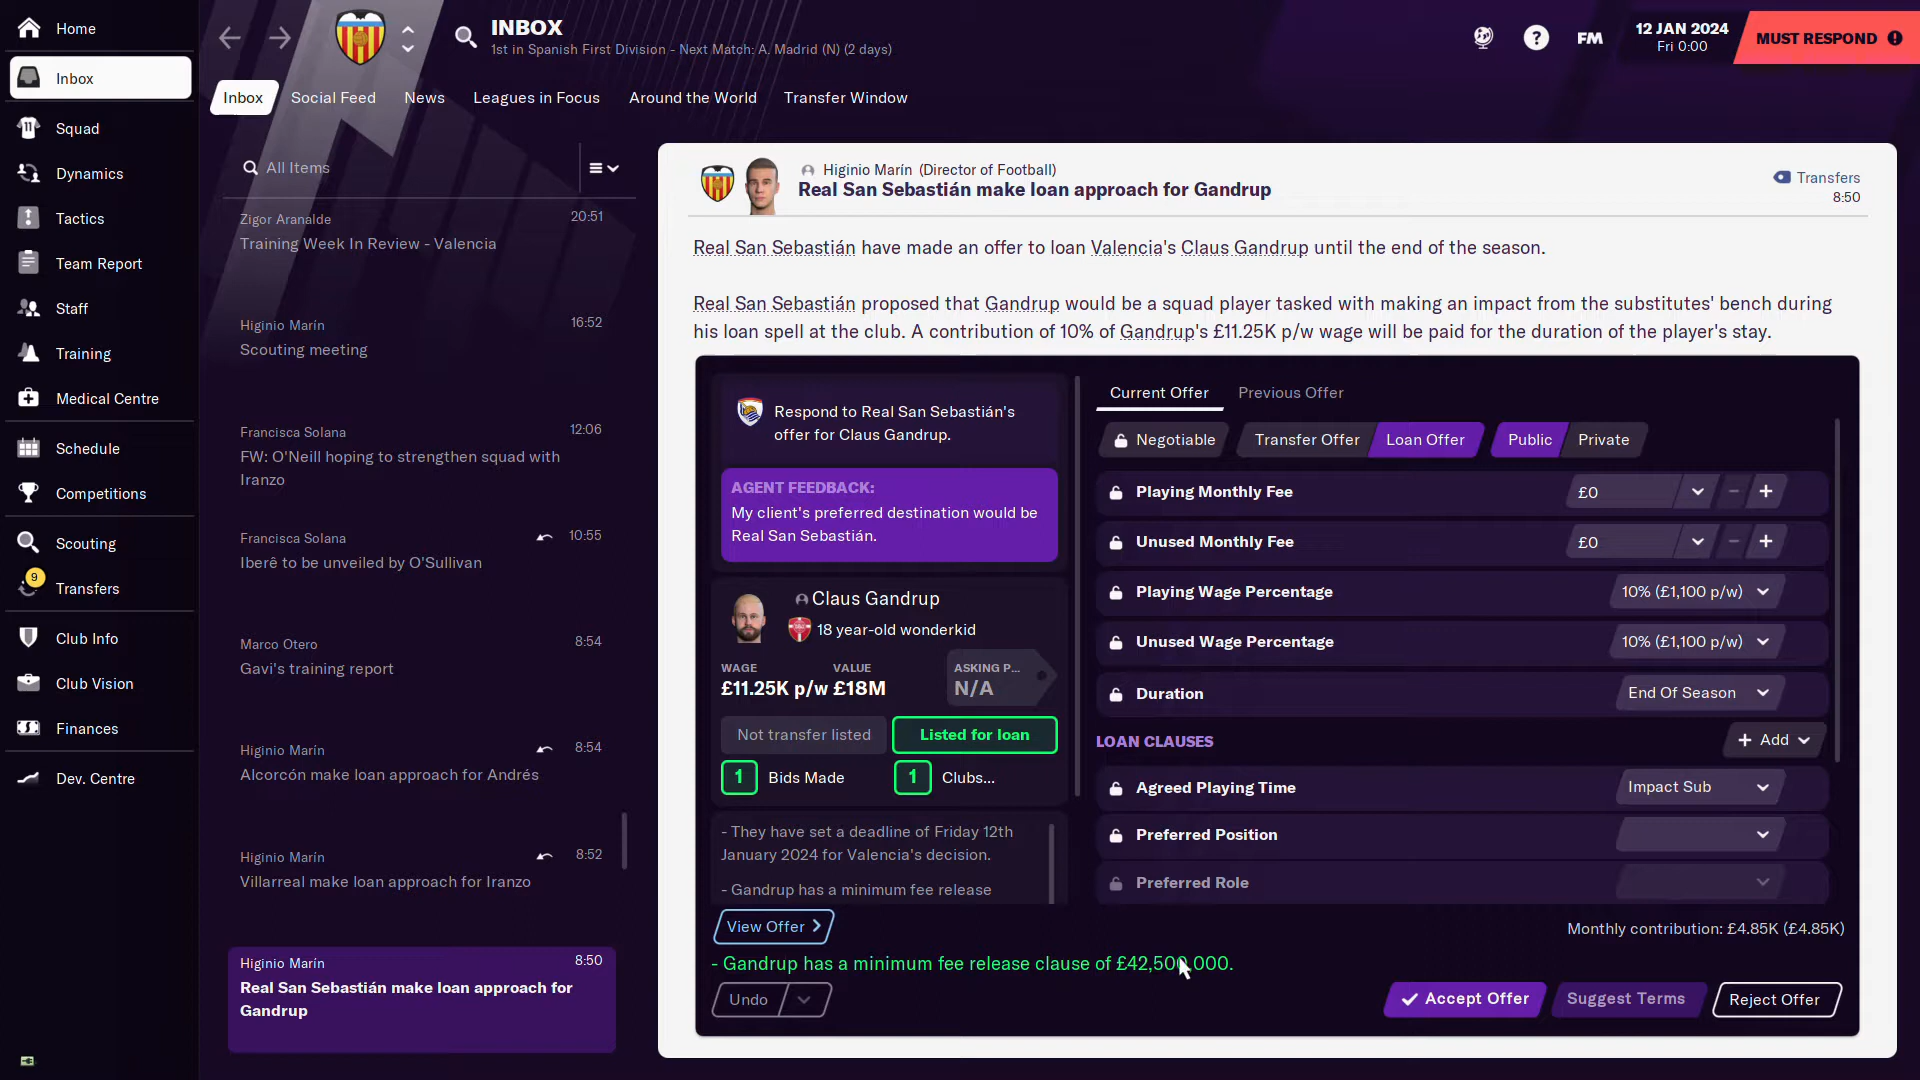 Home
Inbox
Squad
Dynamics
Tactics
Team Report
Staff
Training
Medical Centre
Schedule
Competitions
Scouting
9
Transfers
Club Info
Club Vision
Finances
Dev. Centre
INBOX
1st in Spanish First Division - Next Match: A. Madrid (N) (2 days)
FM
12 JAN 2024
Fri 0:00
MUST RESPOND
Inbox
Social Feed
News
Leagues in Focus
Around the World
Transfer Window
All Items
Zigor Aranalde 20:51
Training Week In Review - Valencia
Higinio Marín 16:52
Scouting meeting
Francisca Solana 12:06
FW: O'Neill hoping to strengthen squad with
Iranzo
Francisca Solana 10:55
Iberê to be unveiled by O'Sullivan
Marco Otero 8:54
Gavi's training report
Higinio Marín 8:54
Alcorcón make loan approach for Andrés
Higinio Marín 8:52
Villarreal make loan approach for Iranzo
Higinio Marín 8:50
Real San Sebastián make loan approach for
Gandrup
Higinio Marín (Director of Football)
Real San Sebastián make loan approach for Gandrup
Transfers
8:50
Real San Sebastián have made an offer to loan Valencia's Claus Gandrup until the end of the season.
Real San Sebastián proposed that Gandrup would be a squad player tasked with making an impact from the substitutes' bench during
his loan spell at the club. A contribution of 10% of Gandrup's £11.25K p/w wage will be paid for the duration of the player's stay.
Respond to Real San Sebastián's
offer for Claus Gandrup.
AGENT FEEDBACK:
My client's preferred destination would be
Real San Sebastián.
Claus Gandrup
18 year-old wonderkid
WAGE VALUE ASKING P...
£11.25K p/w £18M N/A
Not transfer listed Listed for loan
1 Bids Made 1 Clubs...
- They have set a deadline of Friday 12th
January 2024 for Valencia's decision.
- Gandrup has a minimum fee release
View Offer
- Gandrup has a minimum fee release clause of £42,500,000.
Undo
Current Offer Previous Offer
Negotiable Transfer Offer Loan Offer Public Private
Playing Monthly Fee £0
Unused Monthly Fee £0
Playing Wage Percentage 10% (£1,100 p/w)
Unused Wage Percentage 10% (£1,100 p/w)
Duration End Of Season
LOAN CLAUSES + Add
Agreed Playing Time Impact Sub
Preferred Position
Preferred Role
Monthly contribution: £4.85K (£4.85K)
Accept Offer Suggest Terms Reject Offer